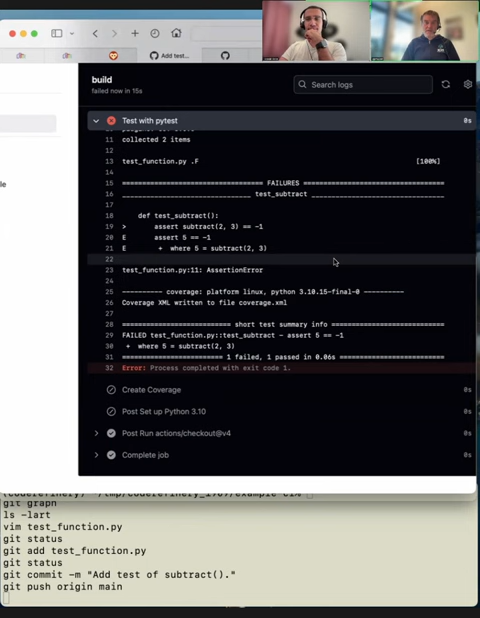 Add test...
build
failed now in 15s
Search logs
Test with pytest 0s
11 collected 2 items
12
13 test_function.py .F [100%]
14
15 =================================== FAILURES ===================================
16 ________________________________ test_subtract _________________________________
17
18 def test_subtract():
19 > assert subtract(2, 3) == -1
20 E assert 5 == -1
21 E + where 5 = subtract(2, 3)
22
23 test_function.py:11: AssertionError
24
25 ---------- coverage: platform linux, python 3.10.15-final-0 ----------
26 Coverage XML written to file coverage.xml
27
28 =========================== short test summary info ============================
29 FAILED test_function.py::test_subtract - assert 5 == -1
30 + where 5 = subtract(2, 3)
31 ========================= 1 failed, 1 passed in 0.06s ==========================
32 Error: Process completed with exit code 1.
Create Coverage 0s
Post Set up Python 3.10 0s
Post Run actions/checkout@v4 0s
Complete job 0s
git graph
ls -lart
vim test_function.py
git status
git add test_function.py
git status
git commit -m "Add test of subtract()."
git push origin main